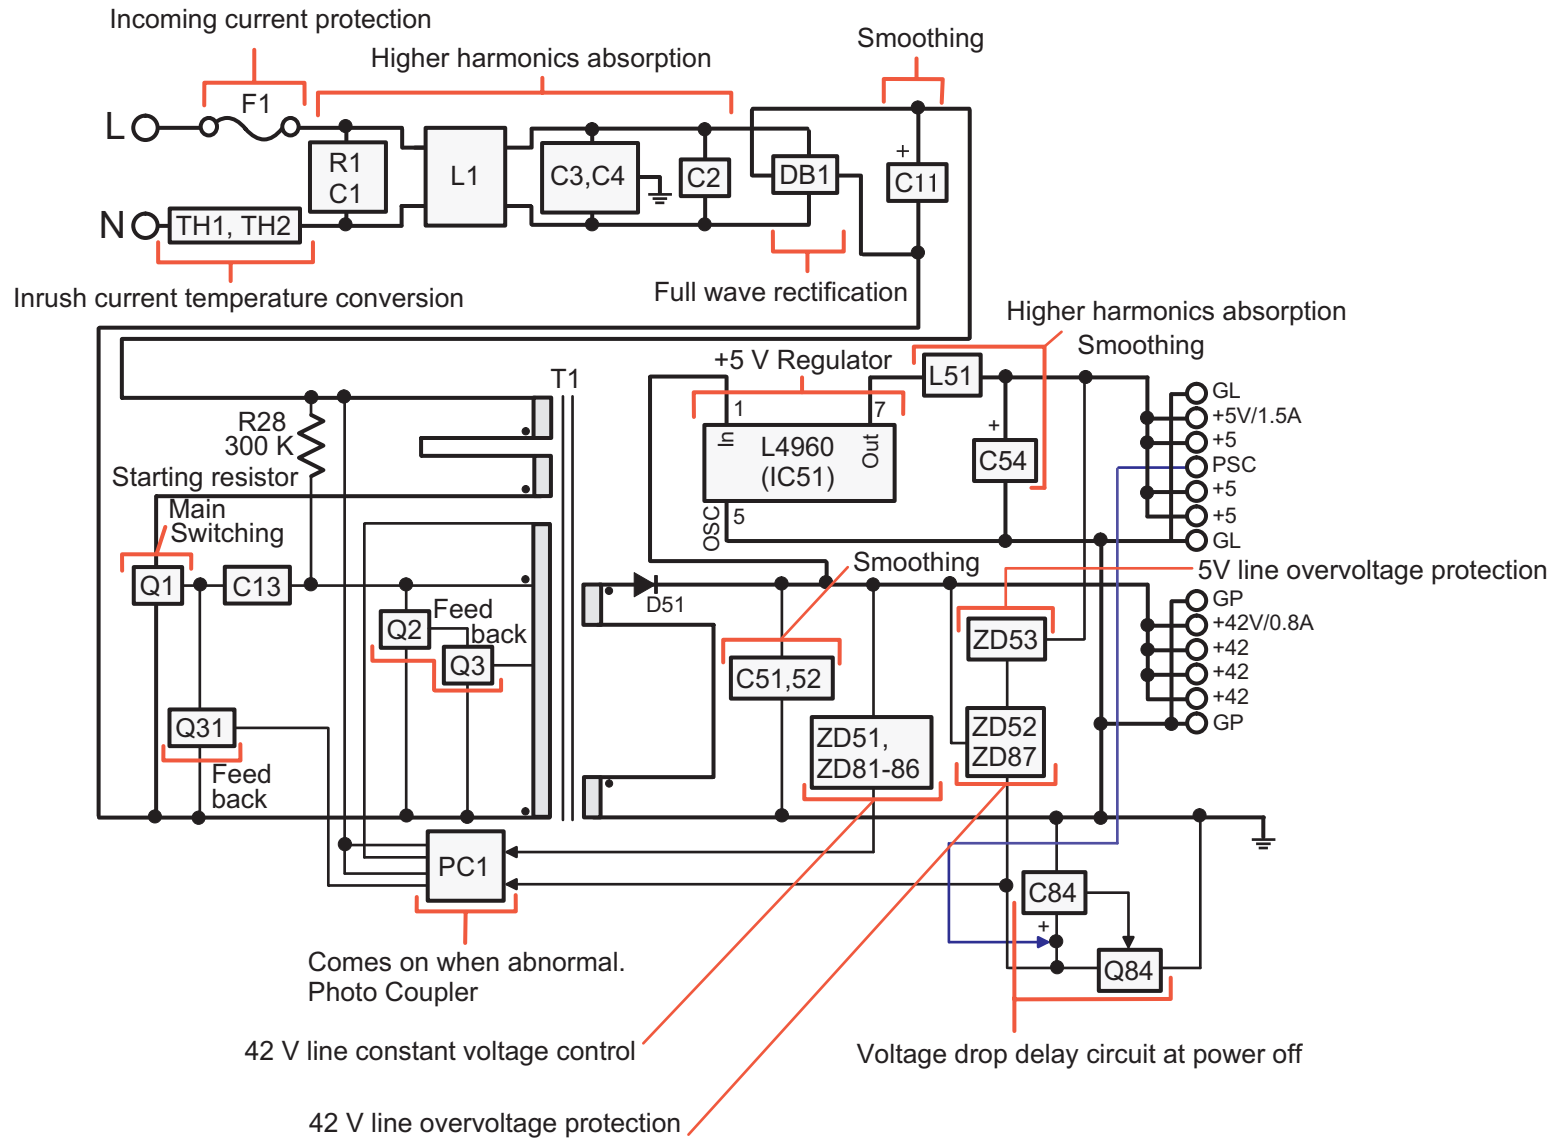 Incoming current protection
Higher harmonics absorption
Smoothing
F1
L
R1
C1
L1
C3,C4
C2
DB1
+
C11
N
TH1, TH2
Inrush current temperature conversion
Full wave rectification
Higher harmonics absorption
Smoothing
+5 V Regulator
T1
L51
1
7
In
Out
L4960
(IC51)
OSC
5
+
C54
GL
+5V/1.5A
+5
PSC
+5
+5
GL
R28
300 K
Starting resistor
Main
Switching
Q1
C13
Q2
Feed
back
Q3
Q31
Feed
back
D51
Smoothing
C51,52
ZD51,
ZD81-86
5V line overvoltage protection
ZD53
ZD52
ZD87
GP
+42V/0.8A
+42
+42
+42
GP
PC1
C84
+
Q84
Comes on when abnormal.
Photo Coupler
42 V line constant voltage control
Voltage drop delay circuit at power off
42 V line overvoltage protection